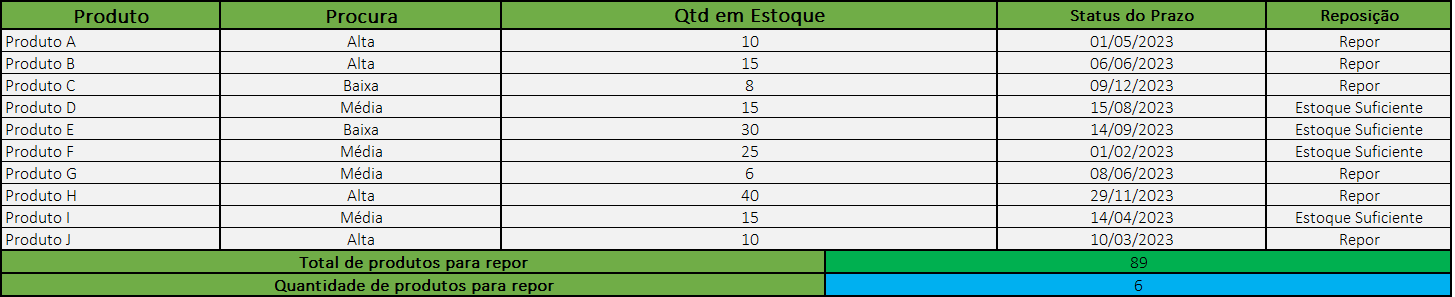 Produto Procura Qtd em Estoque Status do Prazo Reposição
Produto A Alta 10 01/05/2023 Repor
Produto B Alta 15 06/06/2023 Repor
Produto C Baixa 8 09/12/2023 Repor
Produto D Média 15 15/08/2023 Estoque Suficiente
Produto E Baixa 30 14/09/2023 Estoque Suficiente
Produto F Média 25 01/02/2023 Estoque Suficiente
Produto G Média 6 08/06/2023 Repor
Produto H Alta 40 29/11/2023 Repor
Produto I Média 15 14/04/2023 Estoque Suficiente
Produto J Alta 10 10/03/2023 Repor
Total de produtos para repor 89
Quantidade de produtos para repor 6